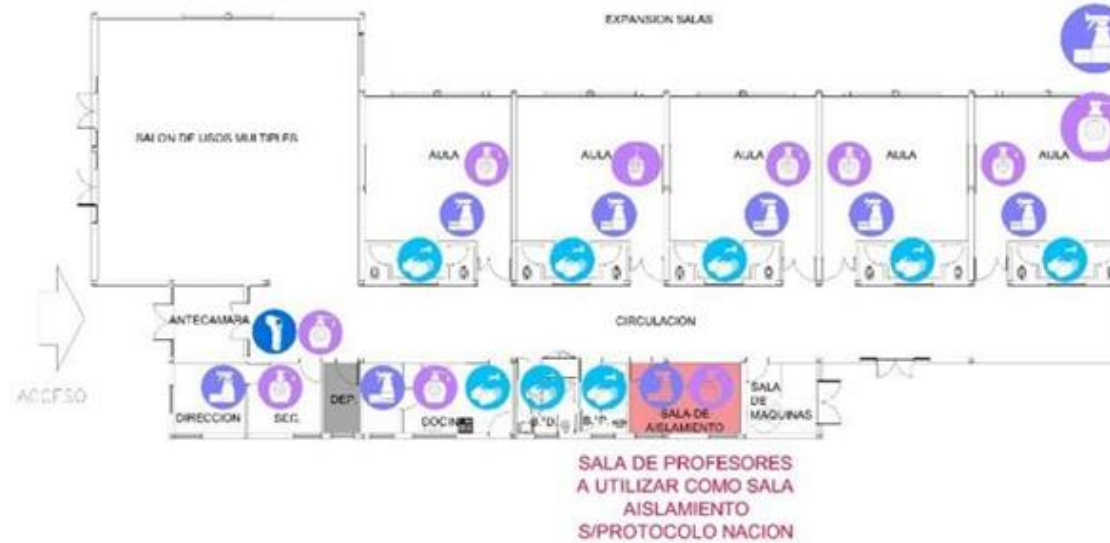 EXPANSION SALAS
SALON DE USOS MULTIPLES
AULA
AULA
AULA
AULA
AULA
ANTECAMARA
CIRCULACION
ACCESO
DIRECCION
SEC.
DEP.
COCINA
B.°D.
B.°P.
SALA DE
AISLAMIENTO
SALA
DE
MAQUINAS
SALA DE PROFESORES
A UTILIZAR COMO SALA
AISLAMIENTO
S/PROTOCOLO NACION